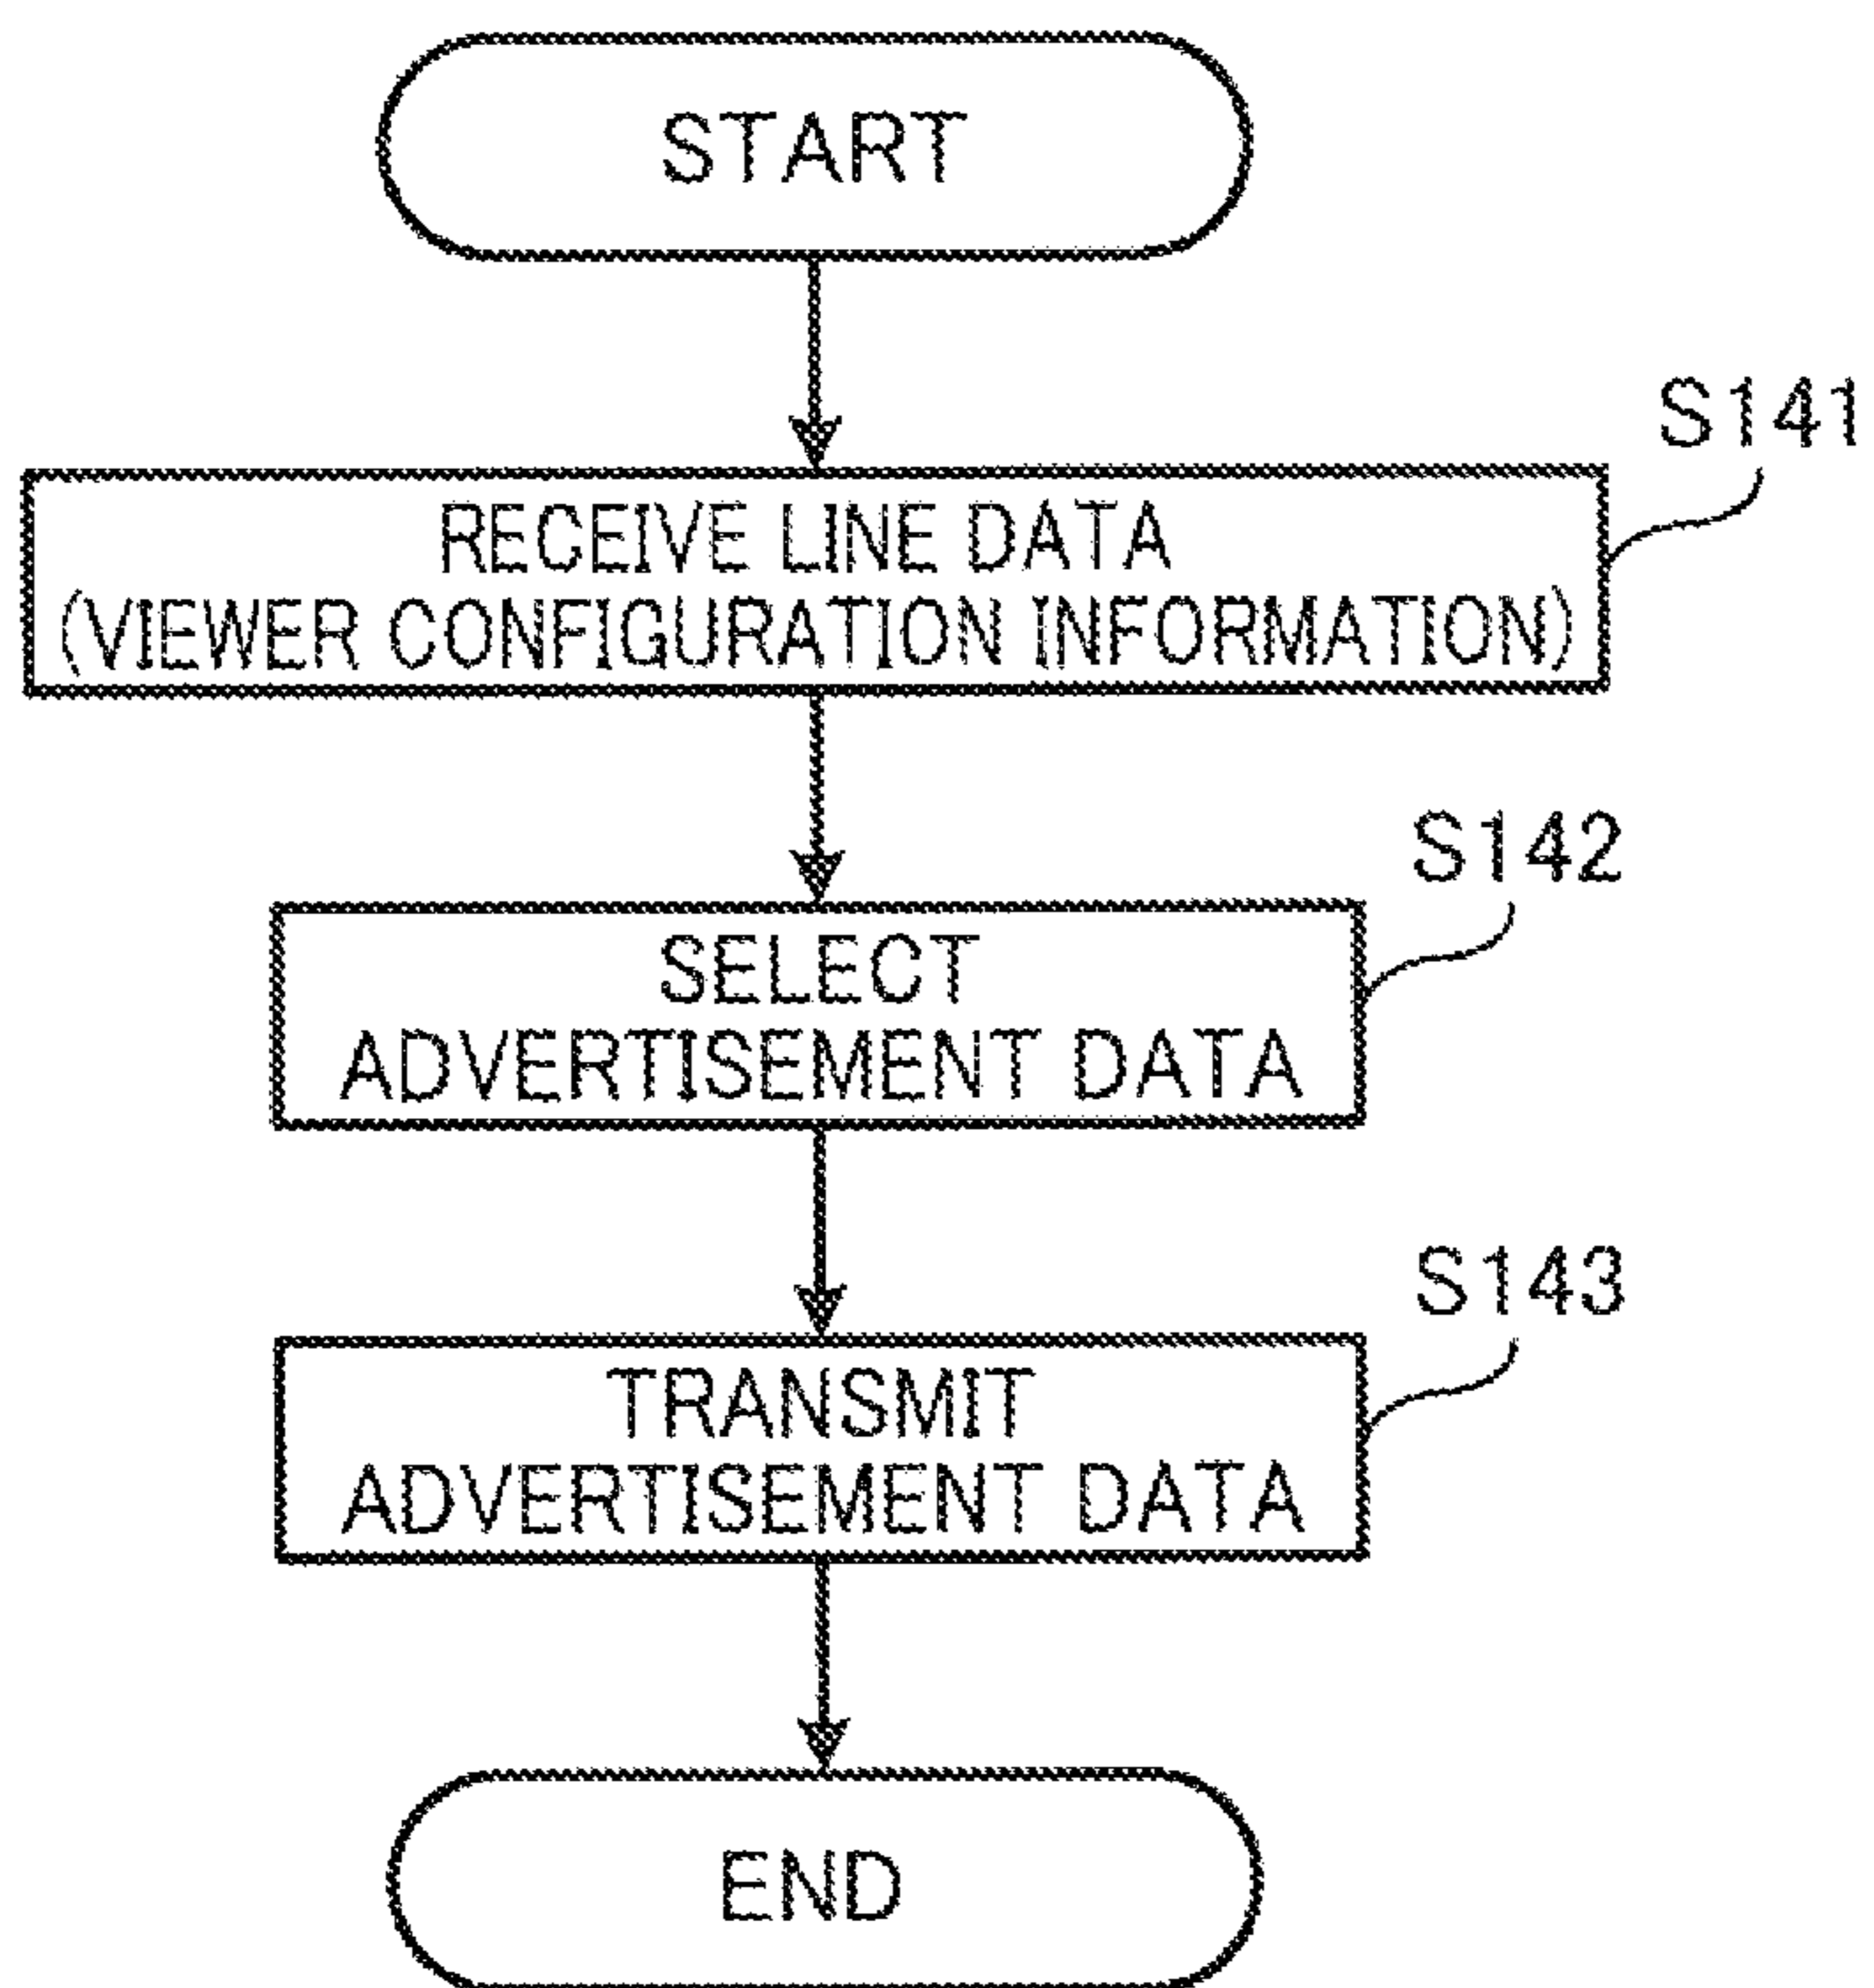 START
S141
RECEIVE LINE DATA
(VIEWER CONFIGURATION INFORMATION)
S142
SELECT
ADVERTISEMENT DATA
S143
TRANSMIT
ADVERTISEMENT DATA
END